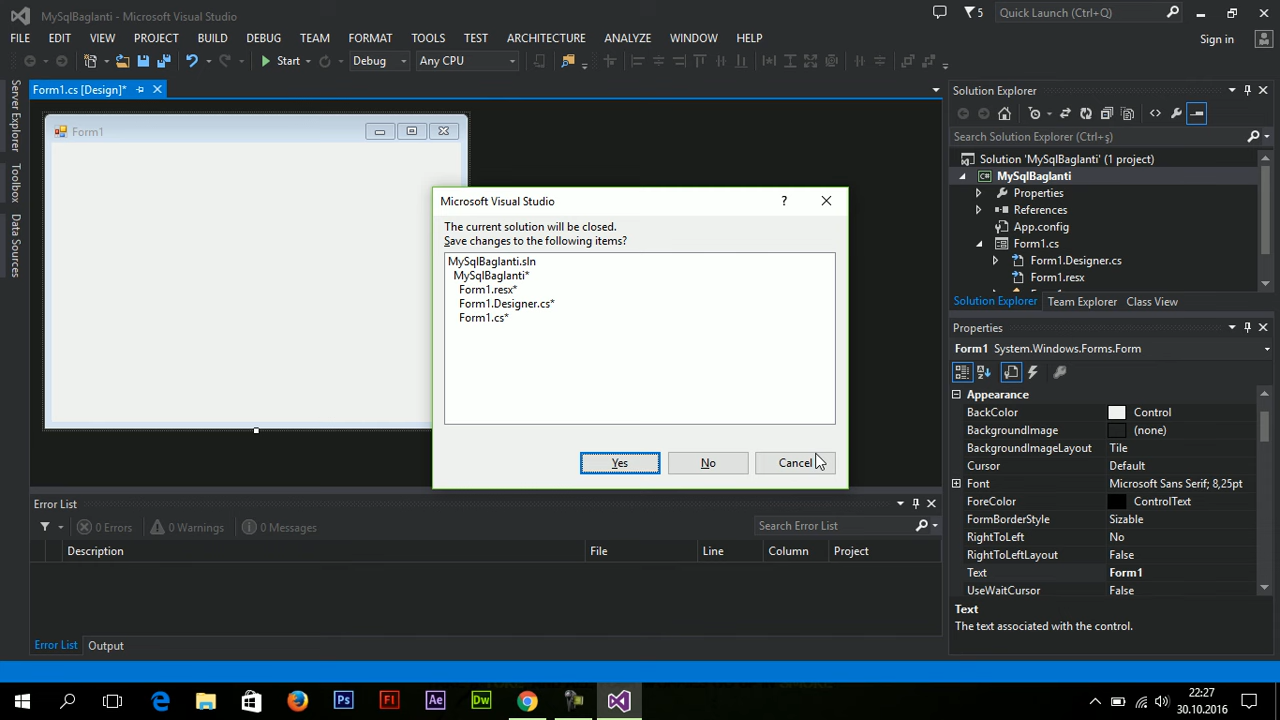 MySqlBaglanti - Microsoft Visual Studio
5
Quick Launch (Ctrl+Q)
FILE EDIT VIEW PROJECT BUILD DEBUG TEAM FORMAT TOOLS TEST ARCHITECTURE ANALYZE WINDOW HELP
Sign in
Start Debug Any CPU
Server Explorer
Toolbox
Data Sources
Form1.cs [Design]*
Form1
Microsoft Visual Studio
?
The current solution will be closed.
Save changes to the following items?
MySqlBaglanti.sln
MySqlBaglanti*
Form1.resx*
Form1.Designer.cs*
Form1.cs*
Yes No Cancel
Solution Explorer
Search Solution Explorer (Ctrl+ş)
Solution 'MySqlBaglanti' (1 project)
MySqlBaglanti
Properties
References
App.config
Form1.cs
Form1.Designer.cs
Form1.resx
Solution Explorer Team Explorer Class View
Properties
Form1 System.Windows.Forms.Form
Appearance
BackColor Control
BackgroundImage (none)
BackgroundImageLayout Tile
Cursor Default
Font Microsoft Sans Serif; 8,25pt
ForeColor ControlText
FormBorderStyle Sizable
RightToLeft No
RightToLeftLayout False
Text Form1
UseWaitCursor False
Text
The text associated with the control.
Error List
0 Errors 0 Warnings 0 Messages
Search Error List
Description File Line Column Project
Error List Output
Ps Fl Ae Dw
22:27
30.10.2016